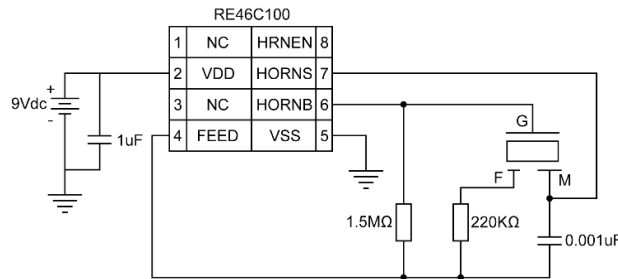 RE46C100
1 NC HRNEN 8
2 VDD HORNS 7
3 NC HORNB 6
4 FEED VSS 5
+
9Vdc
-
1uF
G
F
M
1.5MΩ
220KΩ
0.001uF